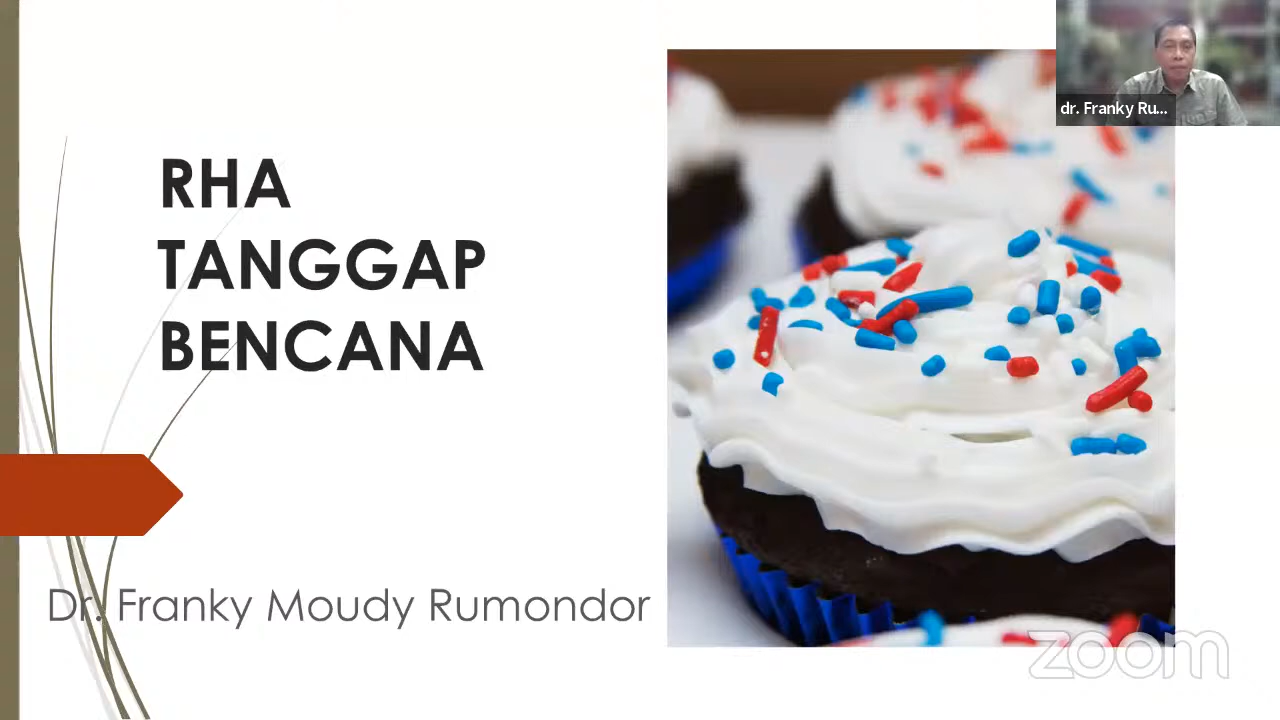 RHA
TANGGAP
BENCANA
Dr. Franky Moudy Rumondor
dr. Franky Ru...
zoom